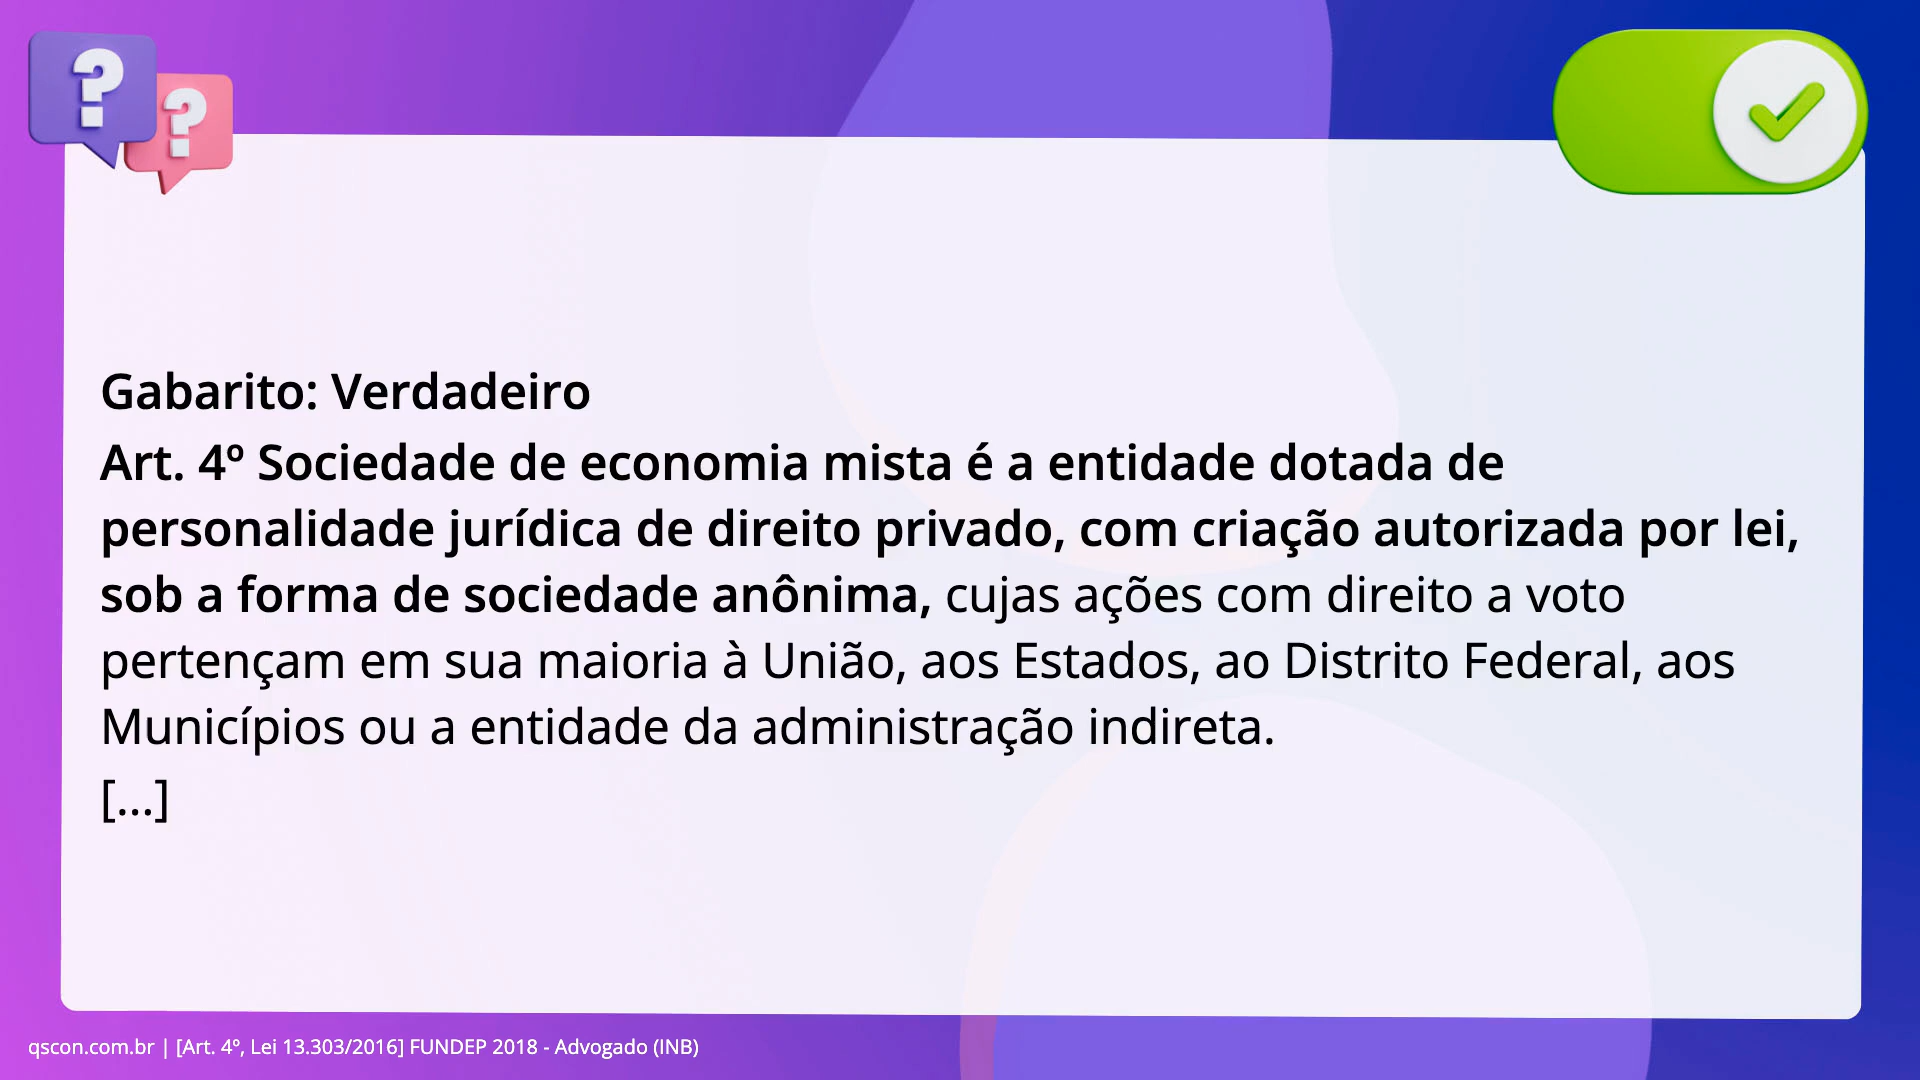 ? ?
Gabarito: Verdadeiro
Art. 4º Sociedade de economia mista é a entidade dotada de
personalidade jurídica de direito privado, com criação autorizada por lei,
sob a forma de sociedade anônima, cujas ações com direito a voto
pertençam em sua maioria à União, aos Estados, ao Distrito Federal, aos
Municípios ou a entidade da administração indireta.
[...]
qscon.com.br | [Art. 4º, Lei 13.303/2016] FUNDEP 2018 - Advogado (INB)